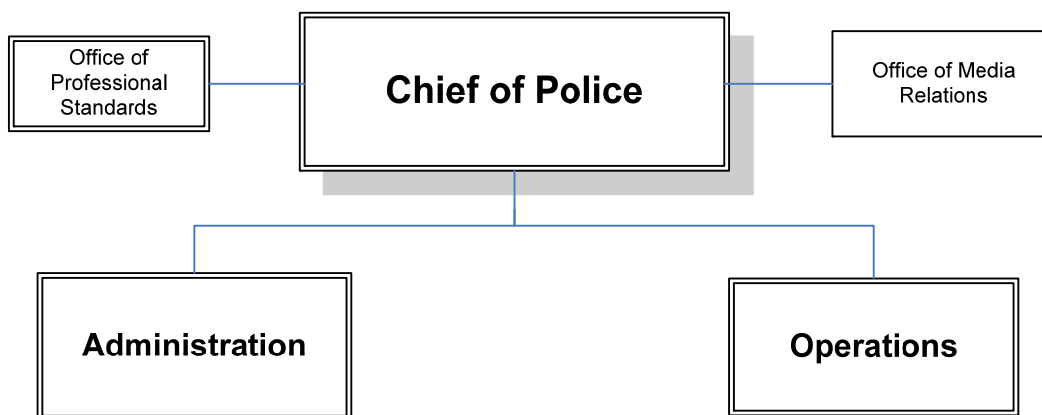 Office of
Professional
Standards
Chief of Police
Office of Media
Relations
Administration
Operations